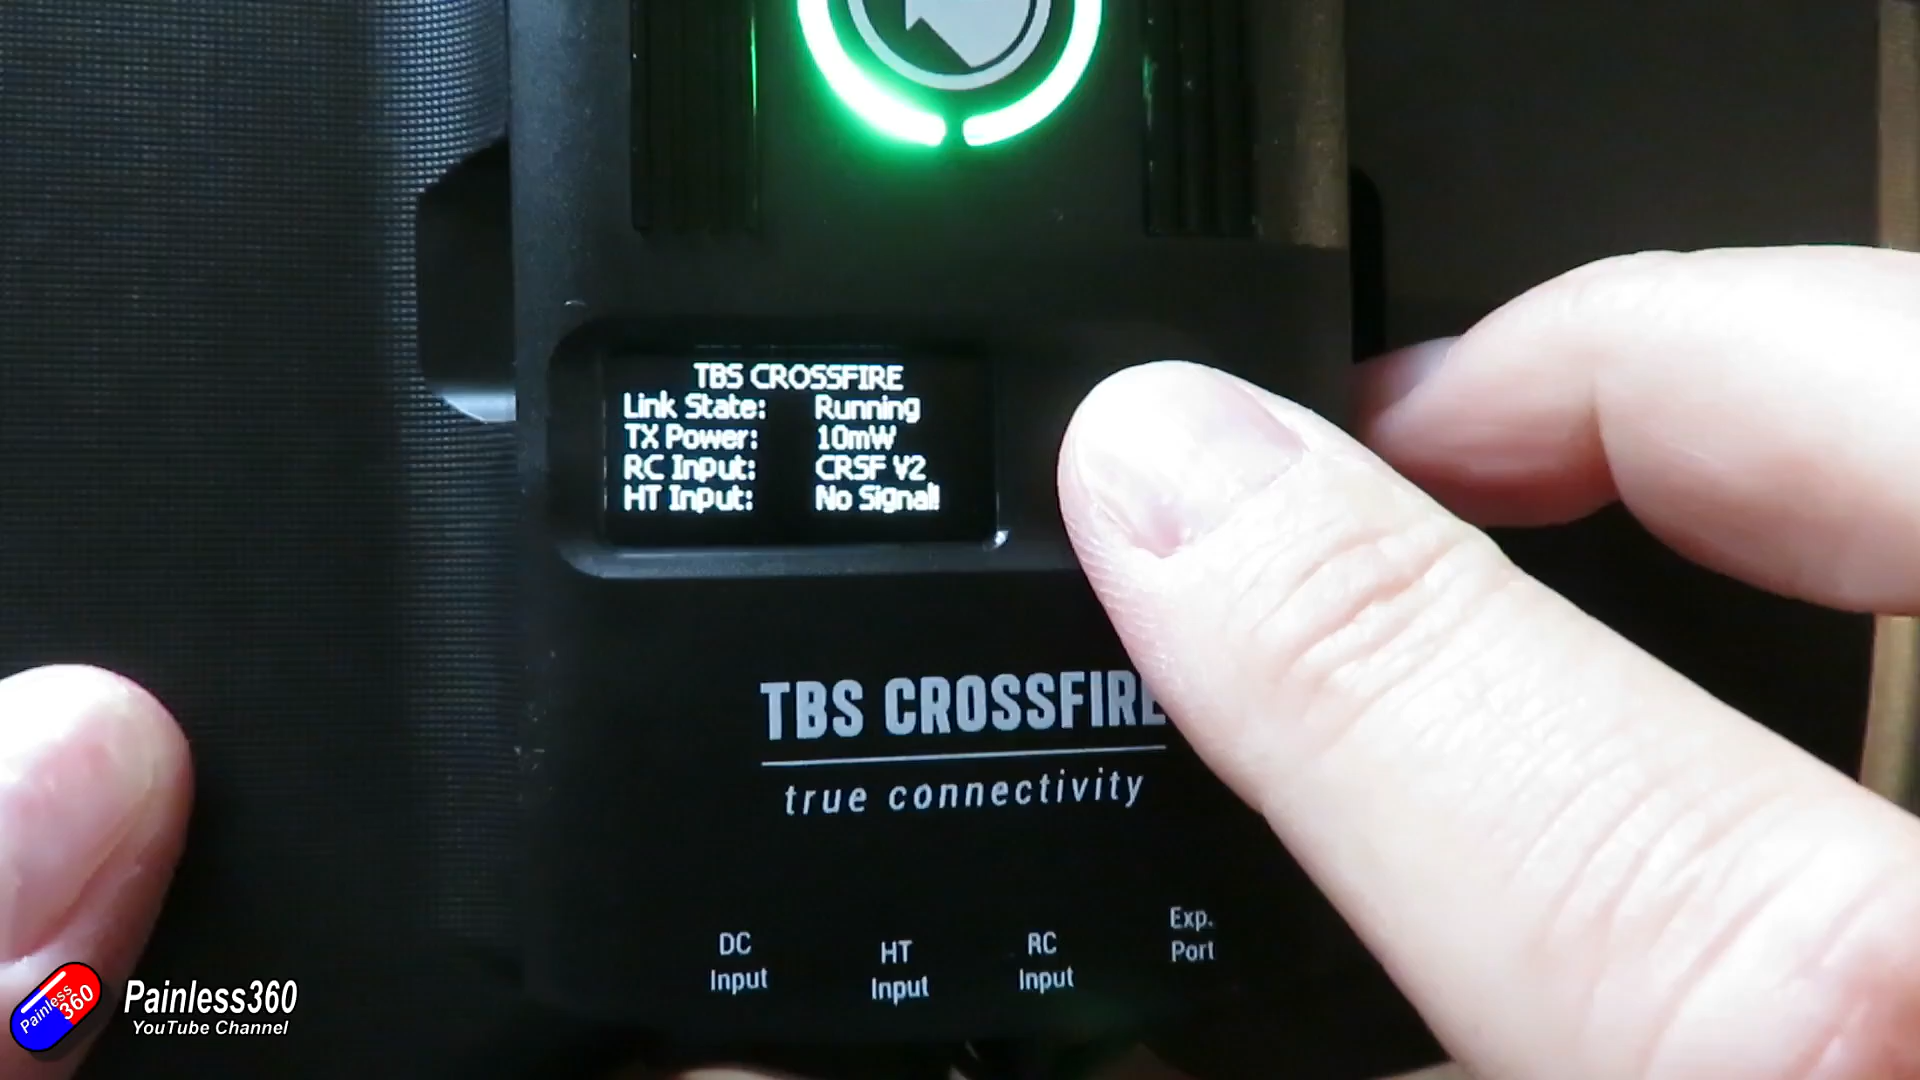 TBS CROSSFIRE
Link State: Running
TX Power: 10mW
RC Input: CRSF V2
HT Input: No Signal!
TBS CROSSFIRE
true connectivity
DC Input
HT Input
RC Input
Exp. Port
Painless360
Painless360
YouTube Channel